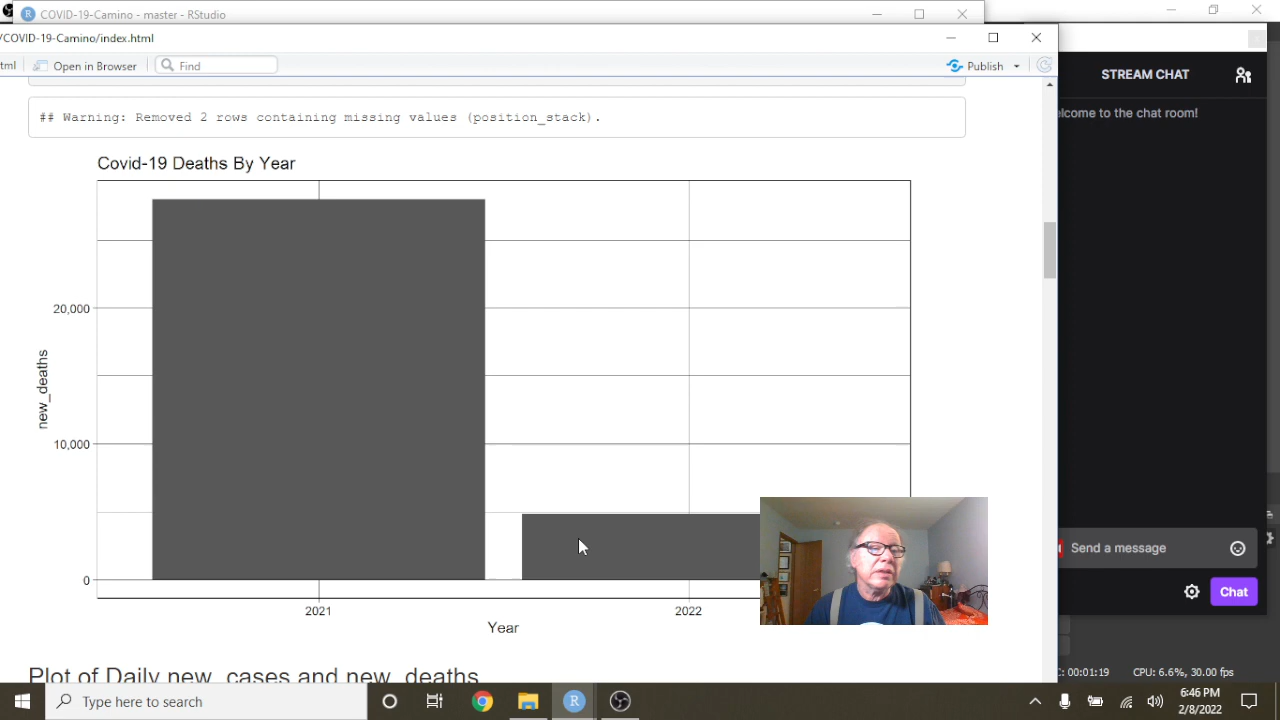 COVID-19-Camino - master - RStudio
/COVID-19-Camino/index.html
tml Open in Browser Find Publish
## Warning: Removed 2 rows containing missing values (position_stack).
Covid-19 Deaths By Year
20,000
new_deaths
10,000
0
2021 2022
Year
Plot of Daily new_cases and new_deaths
STREAM CHAT
elcome to the chat room!
Send a message
Chat
C: 00:01:19 CPU: 6.6%, 30.00 fps
Type here to search
6:46 PM
2/8/2022